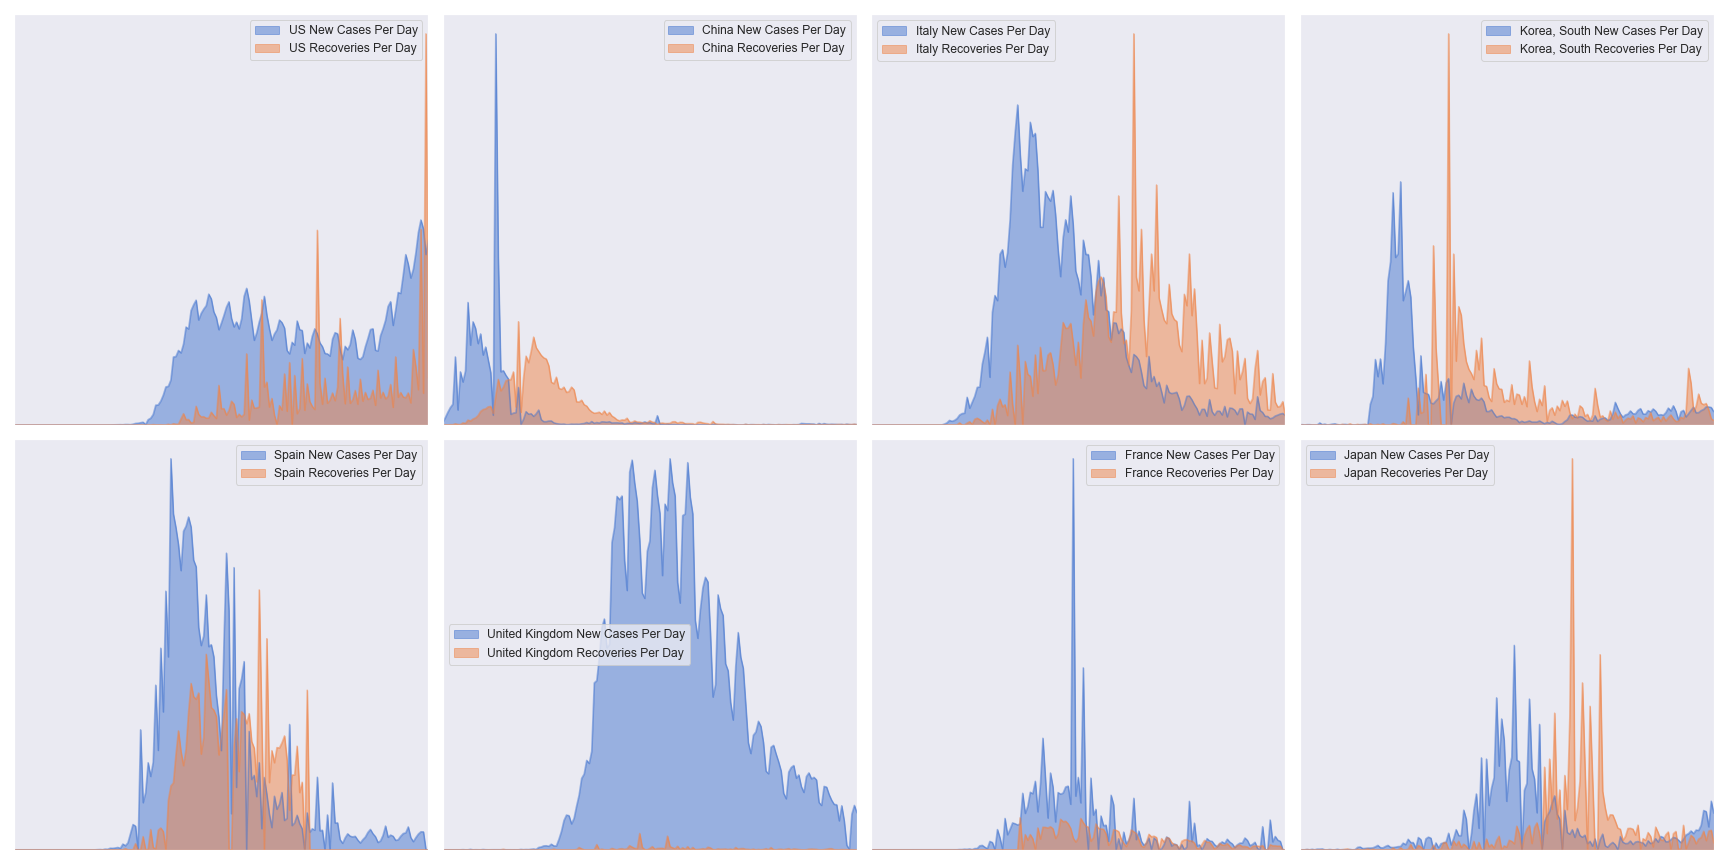 US New Cases Per Day
US Recoveries Per Day
China New Cases Per Day
China Recoveries Per Day
Italy New Cases Per Day
Italy Recoveries Per Day
Korea, South New Cases Per Day
Korea, South Recoveries Per Day
Spain New Cases Per Day
Spain Recoveries Per Day
United Kingdom New Cases Per Day
United Kingdom Recoveries Per Day
France New Cases Per Day
France Recoveries Per Day
Japan New Cases Per Day
Japan Recoveries Per Day